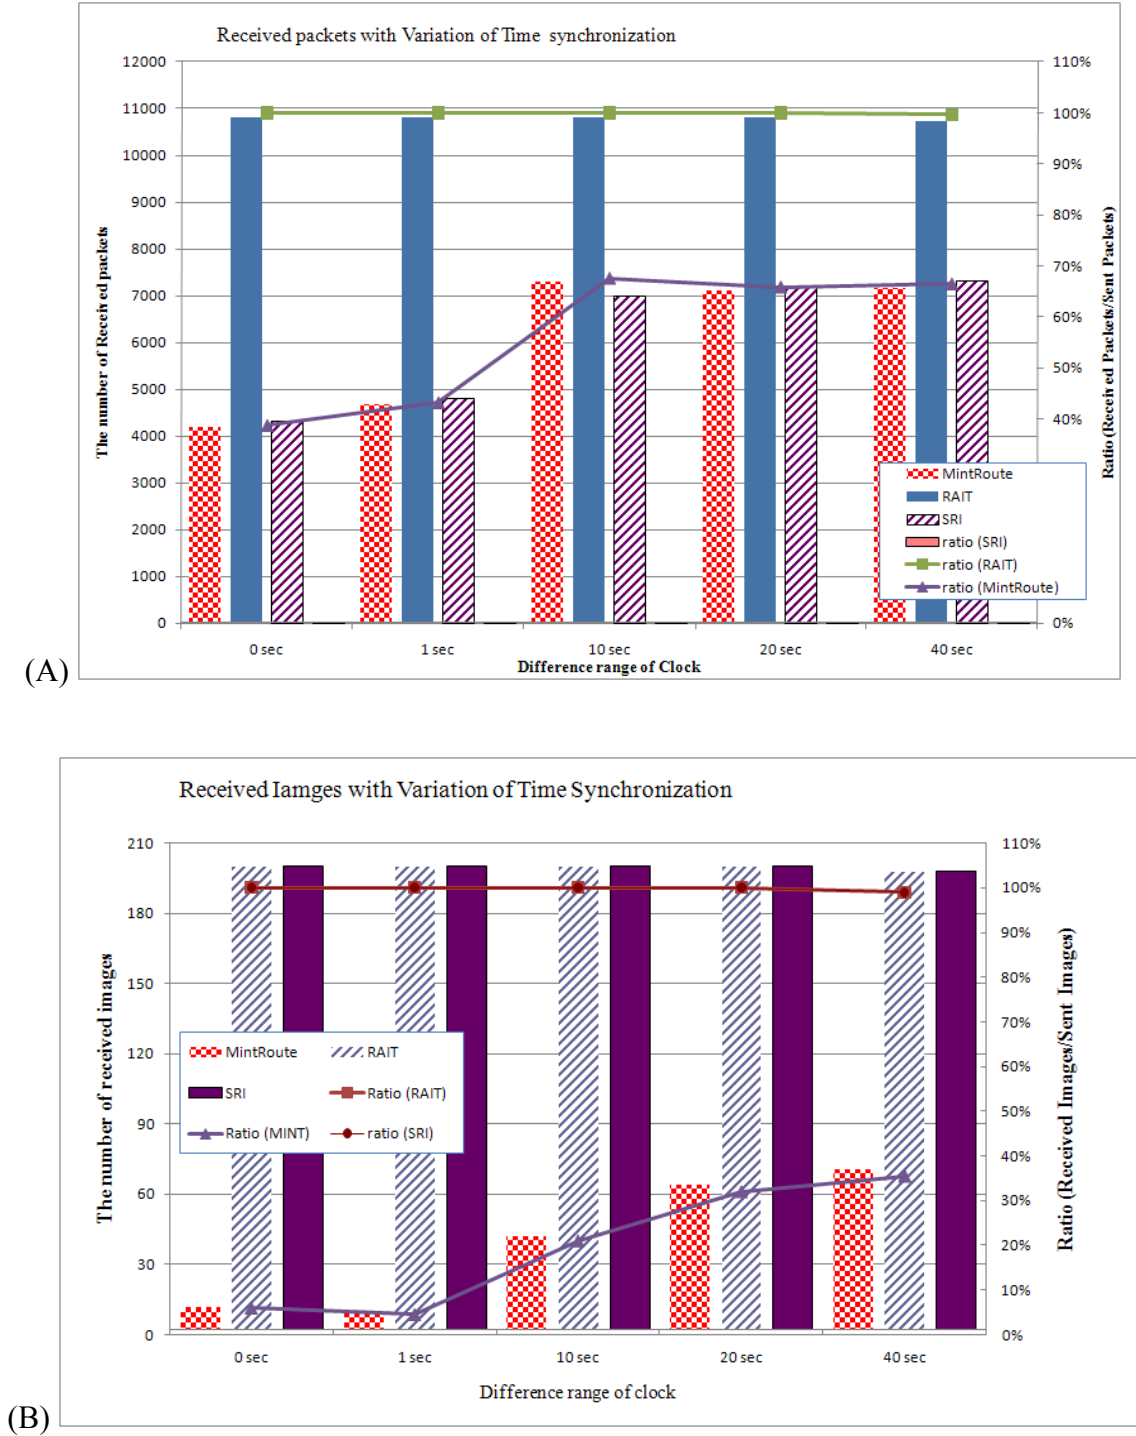 Received packets with Variation of Time synchronization
12000
11000
10000
9000
8000
7000
6000
5000
4000
3000
2000
1000
0
The number of Received packets
110%
100%
90%
80%
70%
60%
50%
40%
0%
Ratio (Received Packets/Sent Packets)
MintRoute
RAIT
SRI
ratio (SRI)
ratio (RAIT)
ratio (MintRoute)
0 sec 1 sec 10 sec 20 sec 40 sec
Difference range of Clock
(A)
Received Iamges with Variation of Time Synchronization
210
180
150
120
90
60
30
0
The number of received images
110%
100%
90%
80%
70%
60%
50%
40%
30%
20%
10%
0%
Ratio (Received Images/Sent Images)
MintRoute RAIT
SRI Ratio (RAIT)
Ratio (MINT) ratio (SRI)
0 sec 1 sec 10 sec 20 sec 40 sec
Difference range of clock
(B)